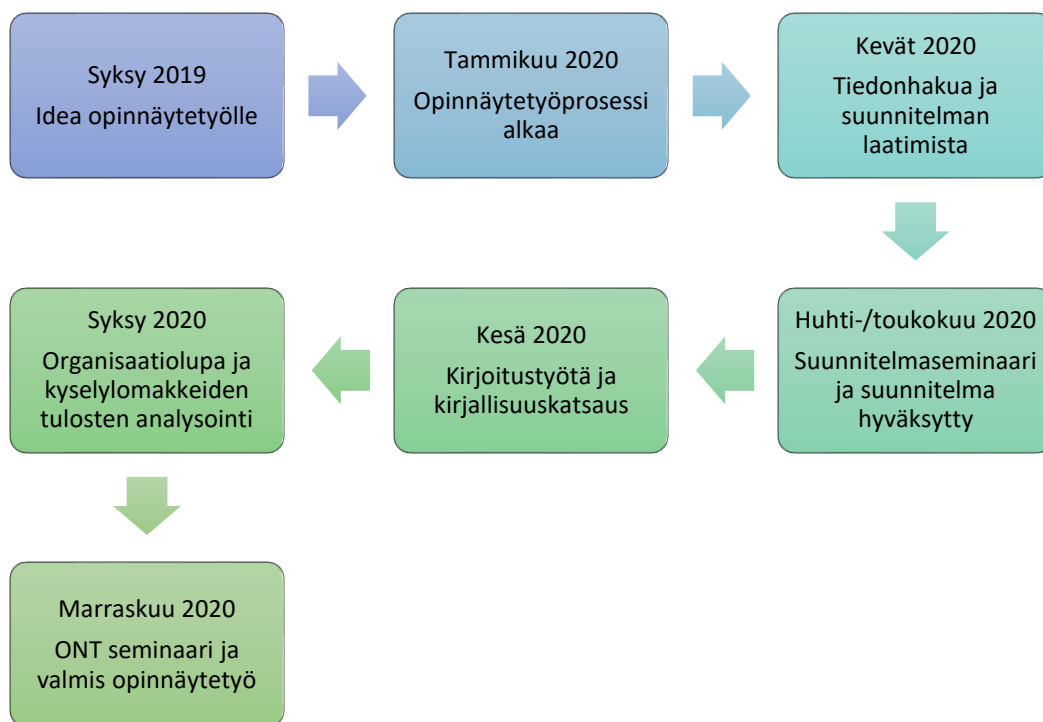 Syksy 2019
Idea opinnäytetyölle
Tammikuu 2020
Opinnäytetyöprosessi
alkaa
Kevät 2020
Tiedonhakua ja
suunnitelman
laatimista
Huhti-/toukokuu 2020
Suunnitelmaseminaari
ja suunnitelma
hyväksytty
Kesä 2020
Kirjoitustyötä ja
kirjallisuuskatsaus
Syksy 2020
Organisaatiolupa ja
kyselylomakkeiden
tulosten analysointi
Marraskuu 2020
ONT seminaari ja
valmis opinnäytetyö